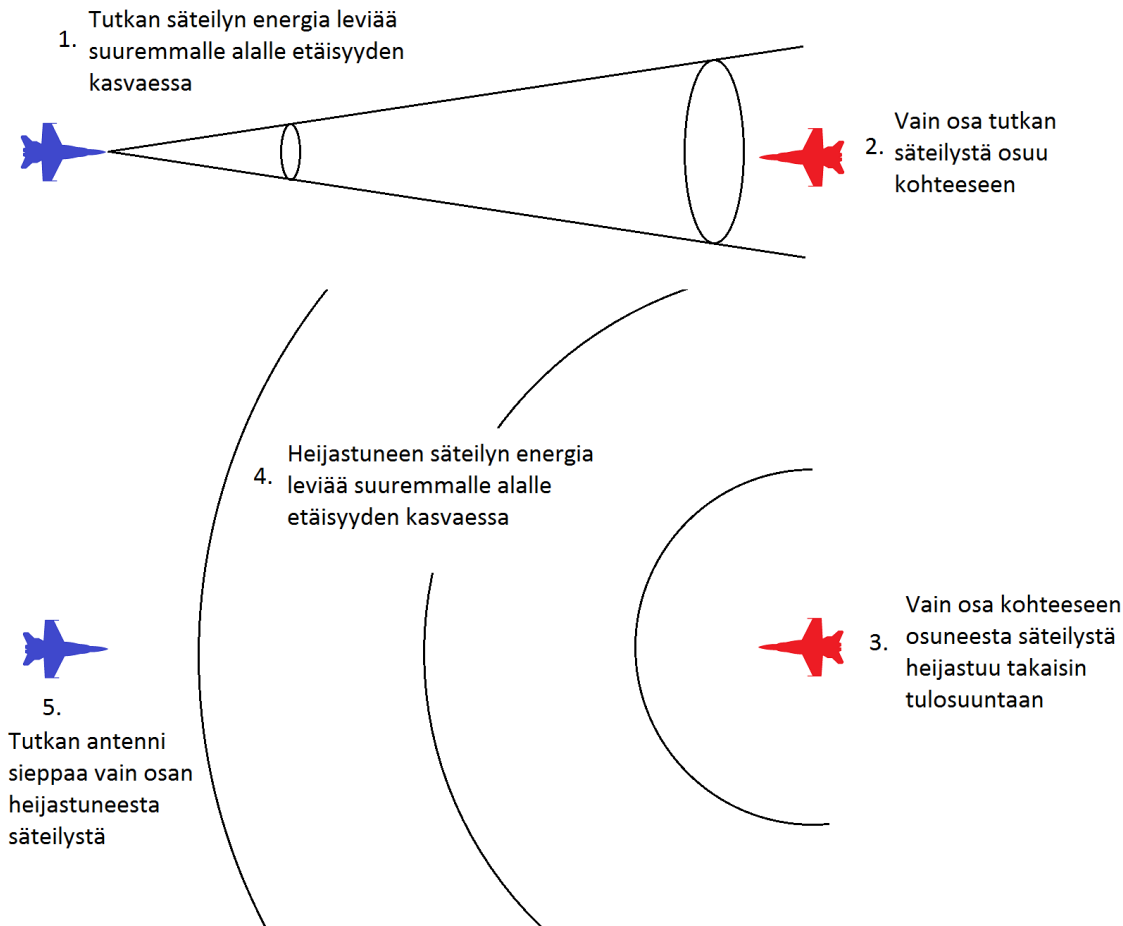 1.
Tutkan säteilyn energia leviää
suuremmalle alalle etäisyyden
kasvaessa
2.
Vain osa tutkan
säteilystä osuu
kohteeseen
3.
Vain osa kohteeseen
osuneesta säteilystä
heijastuu takaisin
tulosuuntaan
4.
Heijastuneen säteilyn energia
leviää suuremmalle alalle
etäisyyden kasvaessa
5.
Tutkan antenni
sieppaa vain osan
heijastuneesta
säteilystä